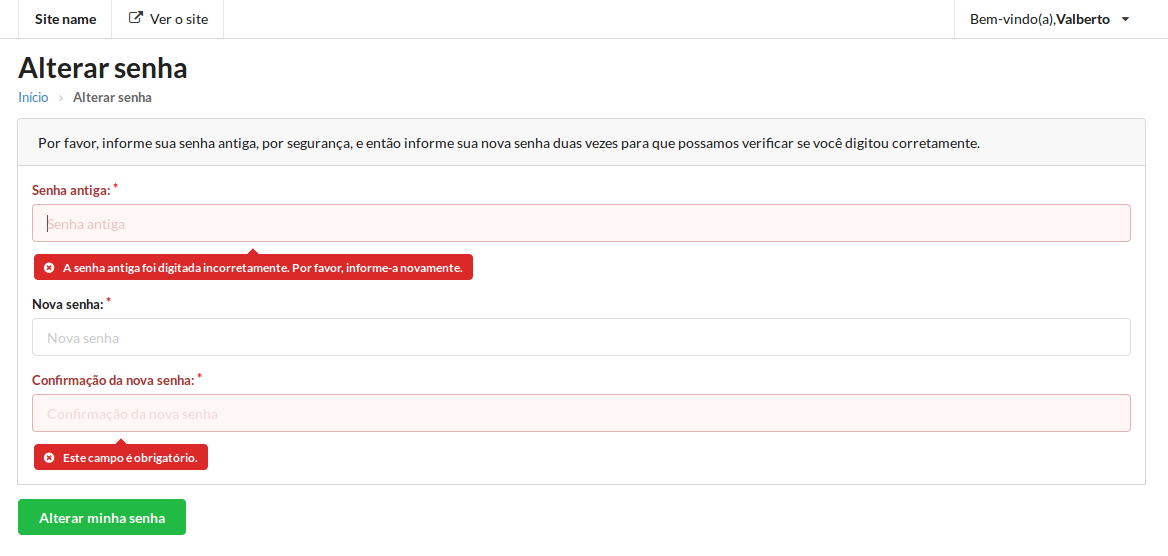 Site name Ver o site Bem-vindo(a),Valberto
Alterar senha
Início Alterar senha
Por favor, informe sua senha antiga, por segurança, e então informe sua nova senha duas vezes para que possamos verificar se você digitou corretamente.
Senha antiga: *
Senha antiga
A senha antiga foi digitada incorretamente. Por favor, informe-a novamente.
Nova senha: *
Nova senha
Confirmação da nova senha: *
Confirmação da nova senha
Este campo é obrigatório.
Alterar minha senha